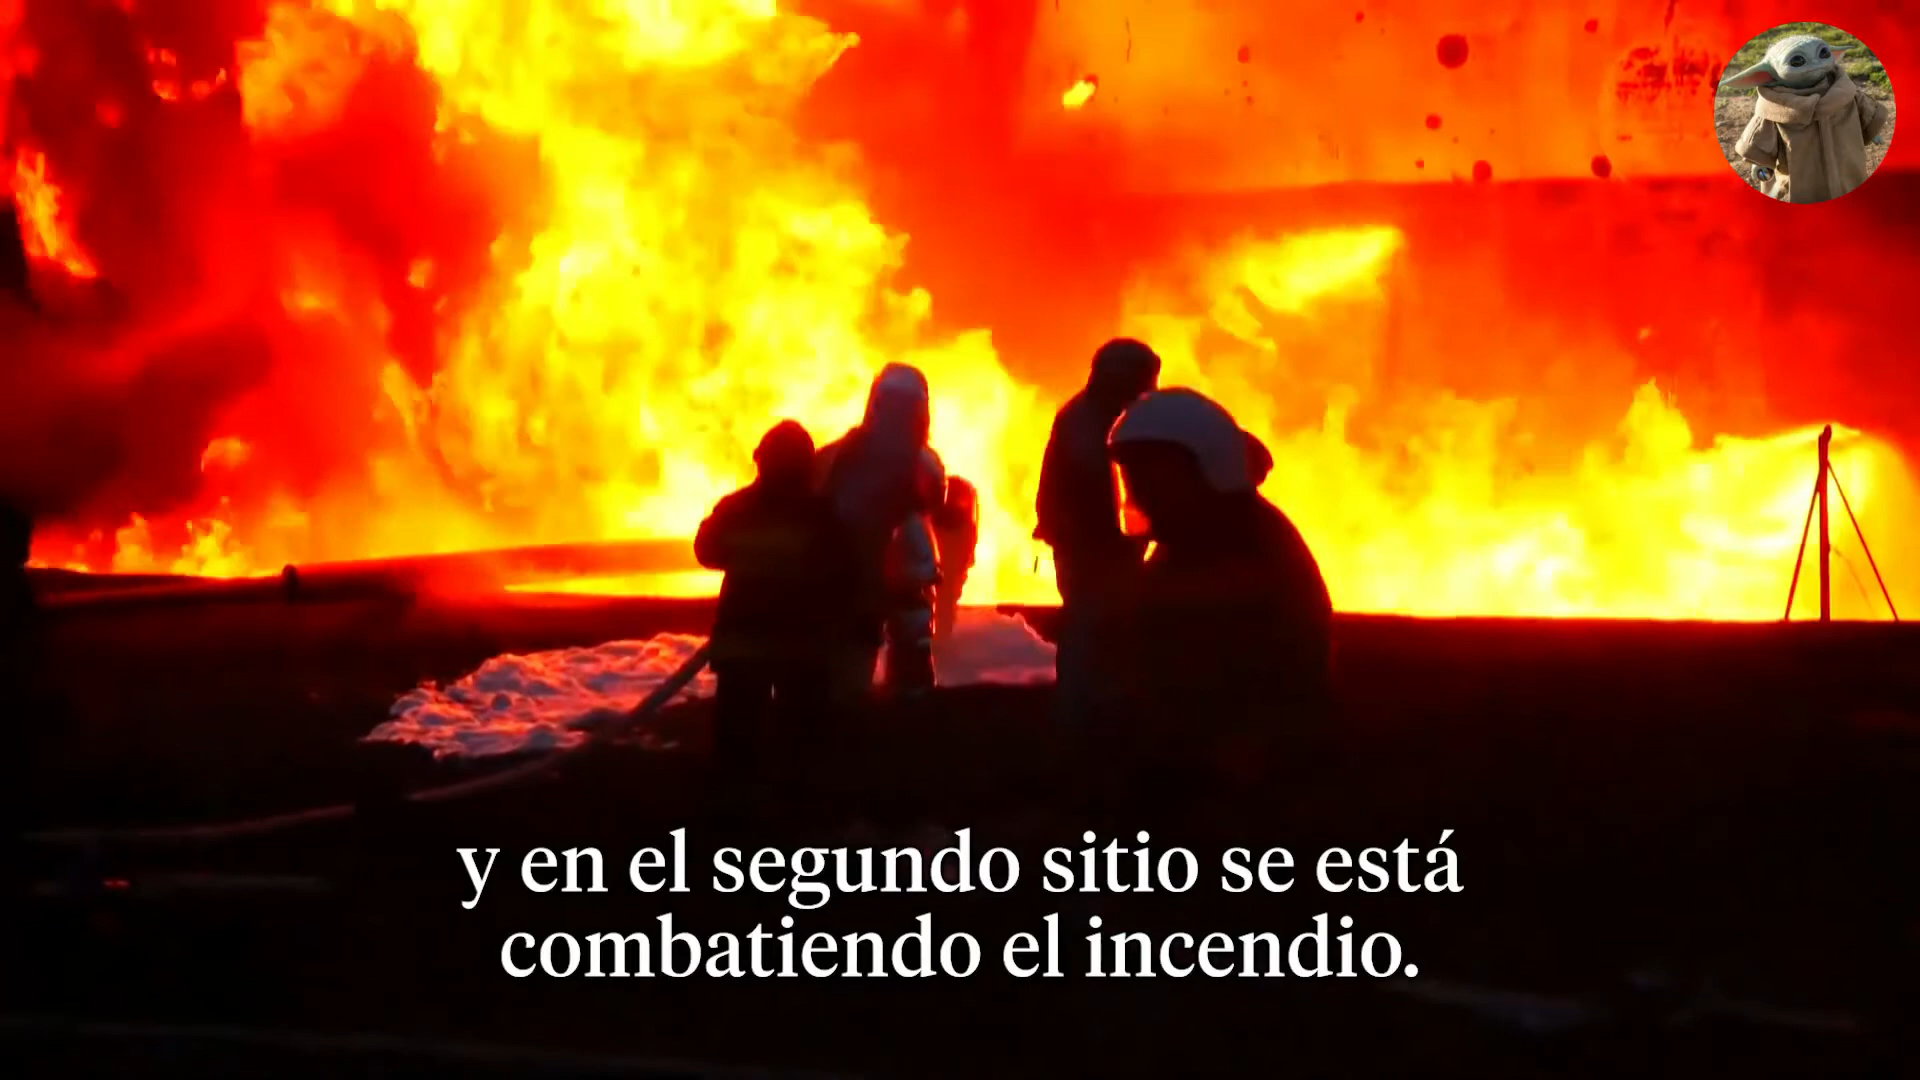 y en el segundo sitio se está
combatiendo el incendio.